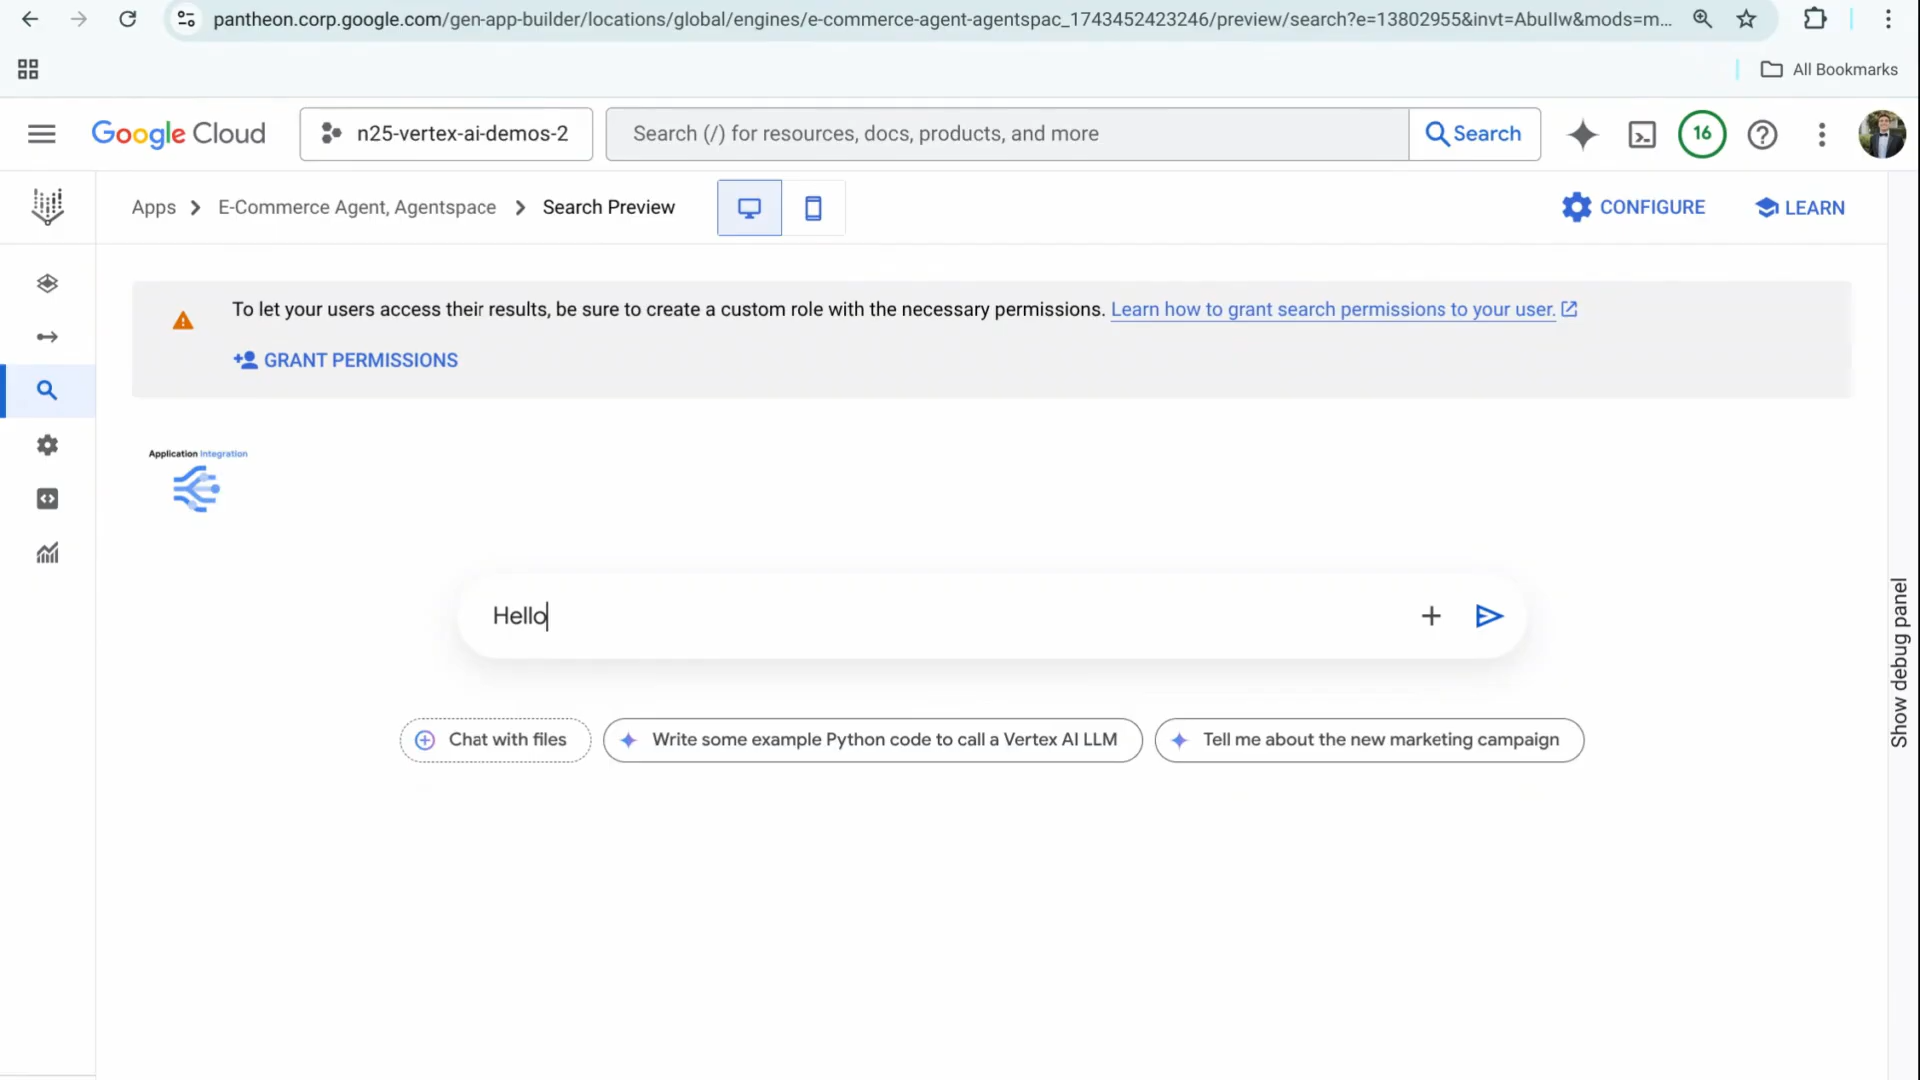 pantheon.corp.google.com/gen-app-builder/locations/global/engines/e-commerce-agent-agentspac_1743452423246/preview/search?e=13802955&invt=AbuIIw&mods=m...
All Bookmarks
Google Cloud
n25-vertex-ai-demos-2
Search (/) for resources, docs, products, and more
Search
16
Apps
E-Commerce Agent, Agentspace
Search Preview
CONFIGURE
LEARN
To let your users access their results, be sure to create a custom role with the necessary permissions. Learn how to grant search permissions to your user.
GRANT PERMISSIONS
Application Integration
Hello
Chat with files
Write some example Python code to call a Vertex AI LLM
Tell me about the new marketing campaign
Show debug panel